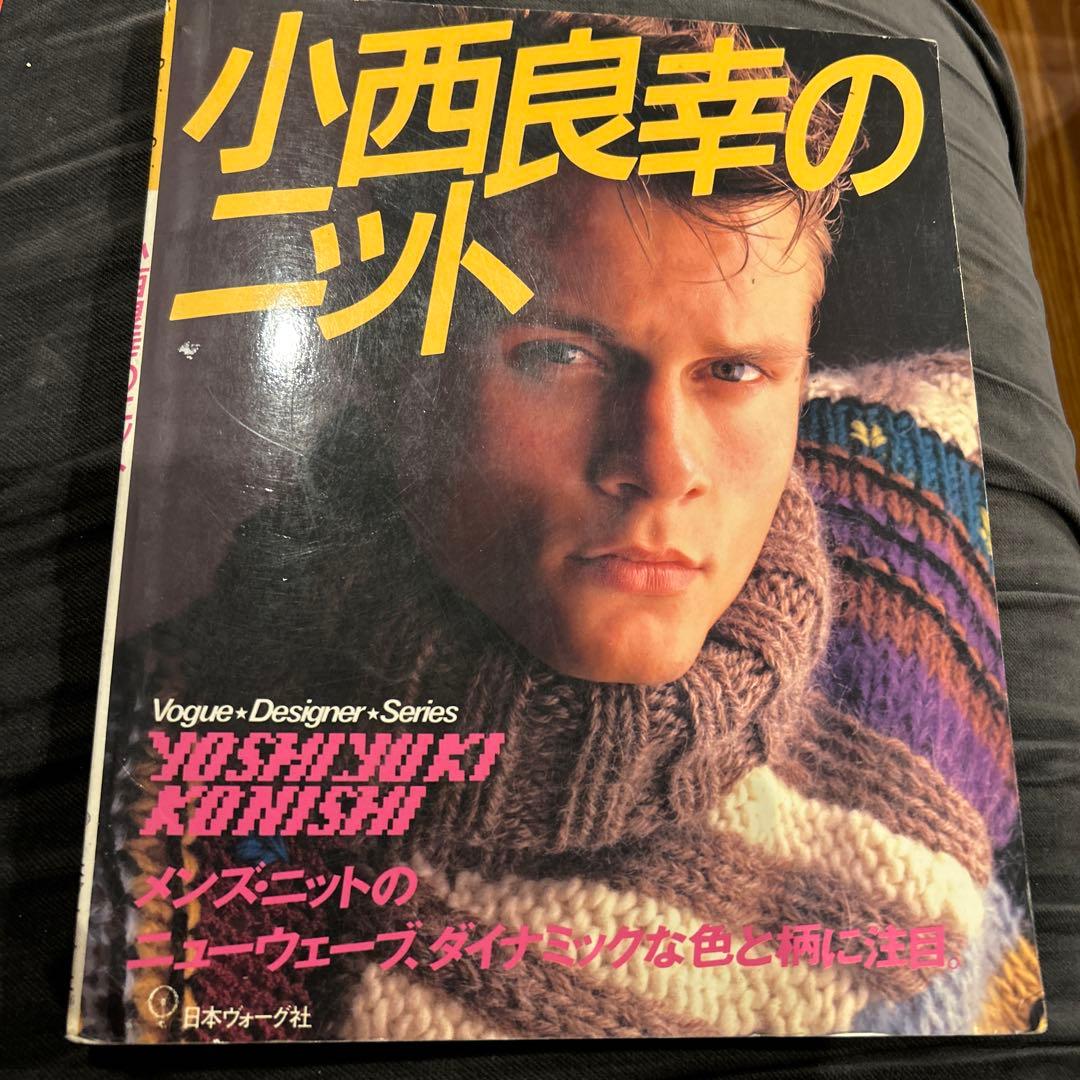 小西良幸の
ニット
Vogue★Designer★Series
YOSHIYUKI
KONISHI
メンズ・ニットの
ニューウェーブ、ダイナミックな色と柄に注目。
日本ヴォーグ社